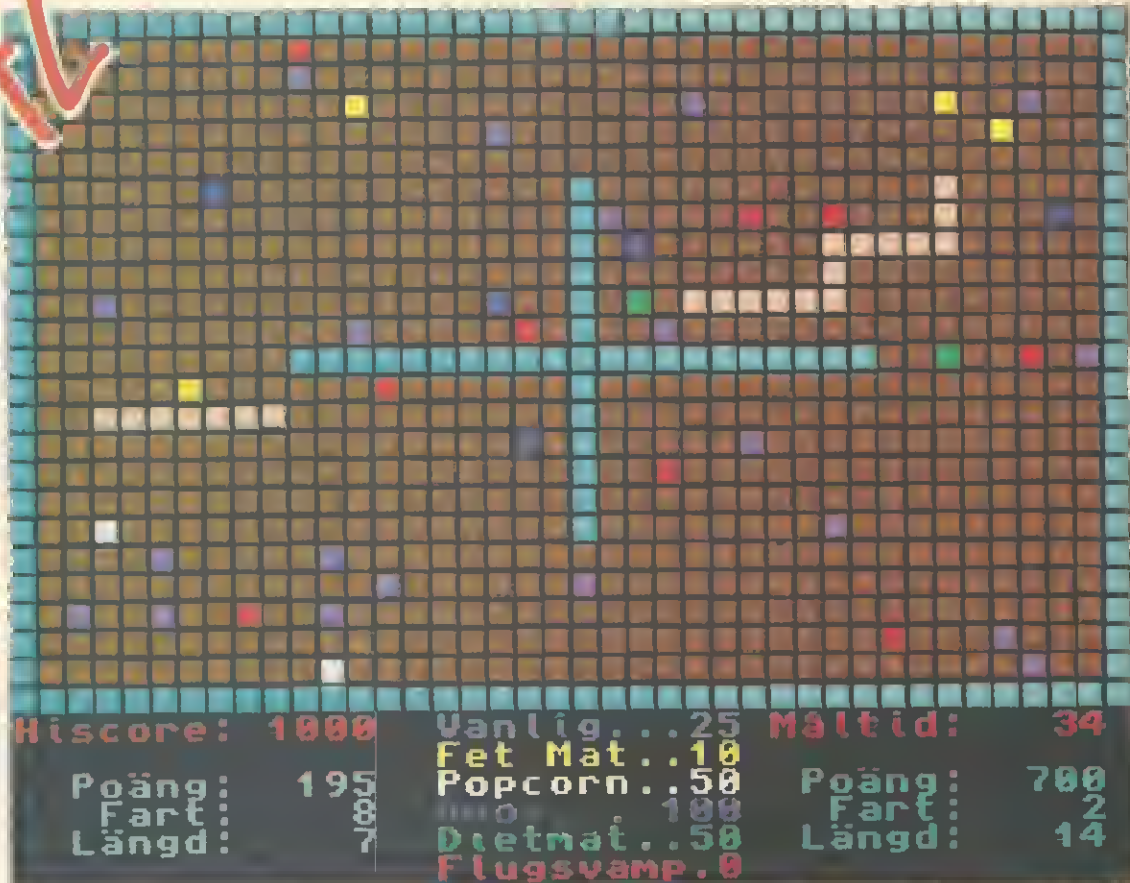 Hiscore: 1000
Poäng: 195
Fart: 8
Längd: 7
Vanlig...25
Fet Mat..10
Popcorn..50
. 100
Dietmat..50
Flugsvamp.0
Måltid: 34
Poäng: 700
Fart: 2
Längd: 14